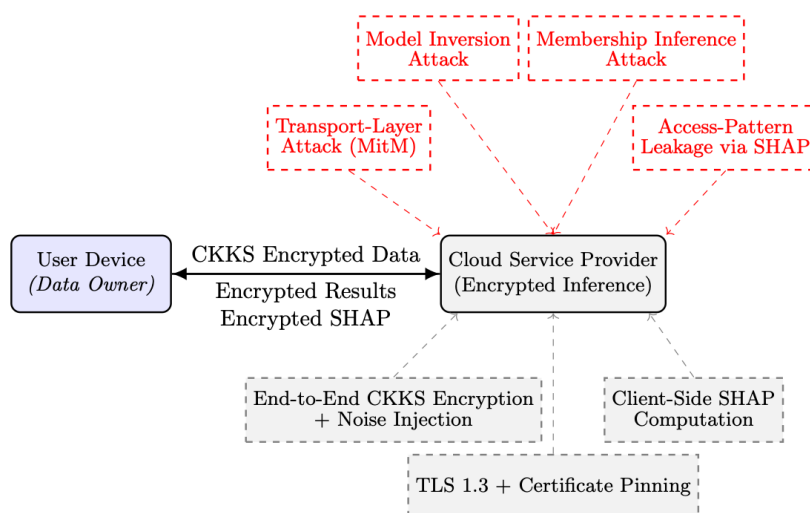 Model Inversion
Attack
Membership Inference
Attack
Transport-Layer
Attack (MitM)
Access-Pattern
Leakage via SHAP
User Device
(Data Owner)
CKKS Encrypted Data
Encrypted Results
Encrypted SHAP
Cloud Service Provider
(Encrypted Inference)
End-to-End CKKS Encryption
+ Noise Injection
Client-Side SHAP
Computation
TLS 1.3 + Certificate Pinning